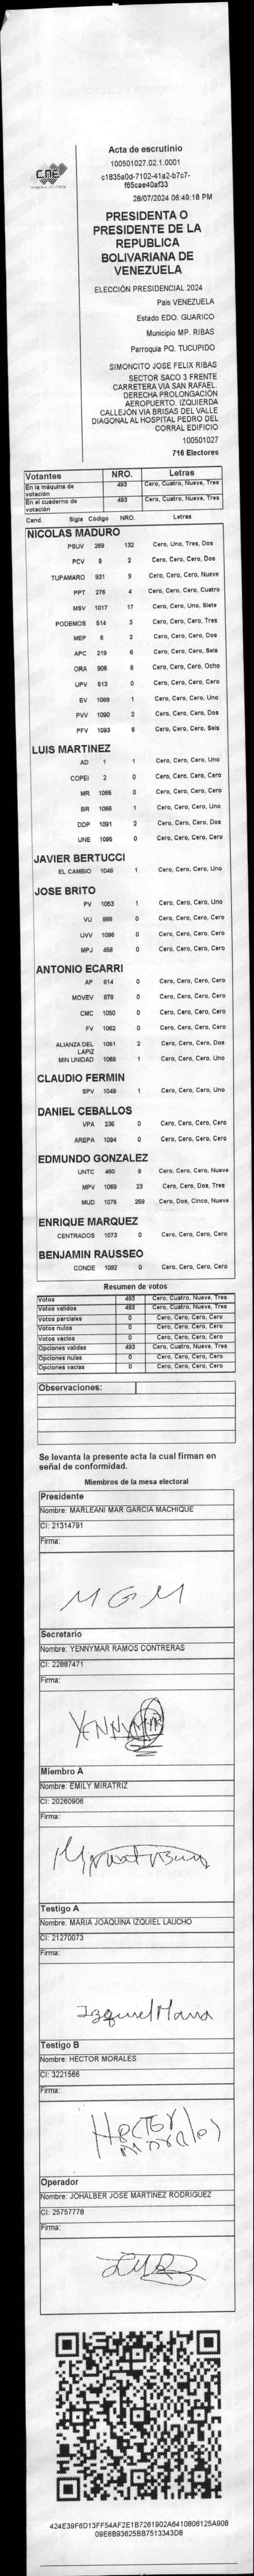 CNE
Acta de escrutinio
100501027.02.1.0001
c1835a0d-7102-41a2-b7c7-
f65cae40af33
28/07/2024 06:49:18 PM
PRESIDENTA O
PRESIDENTE DE LA
REPUBLICA
BOLIVARIANA DE
VENEZUELA
ELECCIÓN PRESIDENCIAL 2024
Pais VENEZUELA
Estado EDO. GUARICO
Municipio MP. RIBAS
Parroquia PQ. TUCUPIDO
SIMONCITO JOSE FELIX RIBAS
SECTOR SACO 3 FRENTE
CARRETERA VIA SAN RAFAEL.
DERECHA PROLONGACIÓN
AEROPUERTO. IZQUIERDA
CALLEJÓN VIA BRISAS DEL VALLE
DIAGONAL AL HOSPITAL PEDRO DEL
CORRAL EDIFICIO
100501027
716 Electores
Votantes NRO. Letras
En la máquina de votación 493 Cero, Cuatro, Nueve, Tres
En el cuaderno de votación 493 Cero, Cuatro, Nueve, Tres
Cand. Sigla Código NRO. Letras
NICOLAS MADURO
PSUV 269 132 Cero, Uno, Tres, Dos
PCV 9 2 Cero, Cero, Cero, Dos
TUPAMARO 931 9 Cero, Cero, Cero, Nueve
PPT 276 4 Cero, Cero, Cero, Cuatro
MSV 1017 17 Cero, Cero, Uno, Siete
PODEMOS 514 3 Cero, Cero, Cero, Tres
MEP 6 2 Cero, Cero, Cero, Dos
APC 219 6 Cero, Cero, Cero, Seis
ORA 906 8 Cero, Cero, Cero, Ocho
UPV 513 0 Cero, Cero, Cero, Cero
EV 1089 1 Cero, Cero, Cero, Uno
PVV 1090 2 Cero, Cero, Cero, Dos
PFV 1093 6 Cero, Cero, Cero, Seis
LUIS MARTINEZ
AD 1 1 Cero, Cero, Cero, Uno
COPEI 2 0 Cero, Cero, Cero, Cero
MR 1065 0 Cero, Cero, Cero, Cero
BR 1066 1 Cero, Cero, Cero, Uno
DDP 1091 2 Cero, Cero, Cero, Dos
UNE 1095 0 Cero, Cero, Cero, Cero
JAVIER BERTUCCI
EL CAMBIO 1048 1 Cero, Cero, Cero, Uno
JOSE BRITO
PV 1053 1 Cero, Cero, Cero, Uno
VU 868 0 Cero, Cero, Cero, Cero
UVV 1096 0 Cero, Cero, Cero, Cero
MPJ 458 0 Cero, Cero, Cero, Cero
ANTONIO ECARRI
AP 914 0 Cero, Cero, Cero, Cero
MOVEV 878 0 Cero, Cero, Cero, Cero
CMC 1050 0 Cero, Cero, Cero, Cero
FV 1062 0 Cero, Cero, Cero, Cero
ALIANZA DEL LAPIZ 1051 2 Cero, Cero, Cero, Dos
MIN UNIDAD 1068 1 Cero, Cero, Cero, Uno
CLAUDIO FERMIN
SPV 1049 1 Cero, Cero, Cero, Uno
DANIEL CEBALLOS
VPA 236 0 Cero, Cero, Cero, Cero
AREPA 1094 0 Cero, Cero, Cero, Cero
EDMUNDO GONZALEZ
UNTC 460 9 Cero, Cero, Cero, Nueve
MPV 1069 23 Cero, Cero, Dos, Tres
MUD 1075 259 Cero, Dos, Cinco, Nueve
ENRIQUE MARQUEZ
CENTRADOS 1073 0 Cero, Cero, Cero, Cero
BENJAMIN RAUSSEO
CONDE 1092 0 Cero, Cero, Cero, Cero
Resumen de votos
Votos 493 Cero, Cuatro, Nueve, Tres
Votos validos 493 Cero, Cuatro, Nueve, Tres
Votos parciales 0 Cero, Cero, Cero, Cero
Votos nulos 0 Cero, Cero, Cero, Cero
Votos vacios 0 Cero, Cero, Cero, Cero
Opciones validas 493 Cero, Cuatro, Nueve, Tres
Opciones nulas 0 Cero, Cero, Cero, Cero
Opciones vacias 0 Cero, Cero, Cero, Cero
Observaciones:
Se levanta la presente acta la cual firman en
señal de conformidad.
Miembros de la mesa electoral
Presidente
Nombre: MARLEANI MAR GARCIA MACHIQUE
CI: 21314791
Firma:
MGM
Secretario
Nombre: YENNYMAR RAMOS CONTRERAS
CI: 22887471
Firma:
Miembro A
Nombre: EMILY MIRATRIZ
CI: 20260906
Firma:
Testigo A
Nombre: MARIA JOAQUINA IZQUIEL LAUCHO
CI: 21270073
Firma:
Izquiel Maria
Testigo B
Nombre: HECTOR MORALES
CI: 3221566
Firma:
Hector
morales
Operador
Nombre: JOHALBER JOSE MARTINEZ RODRIGUEZ
CI: 25757778
Firma:
424E39F6D13FF54AF2E1B7261902A6410806125A908
09E6B93625BB7513343D8